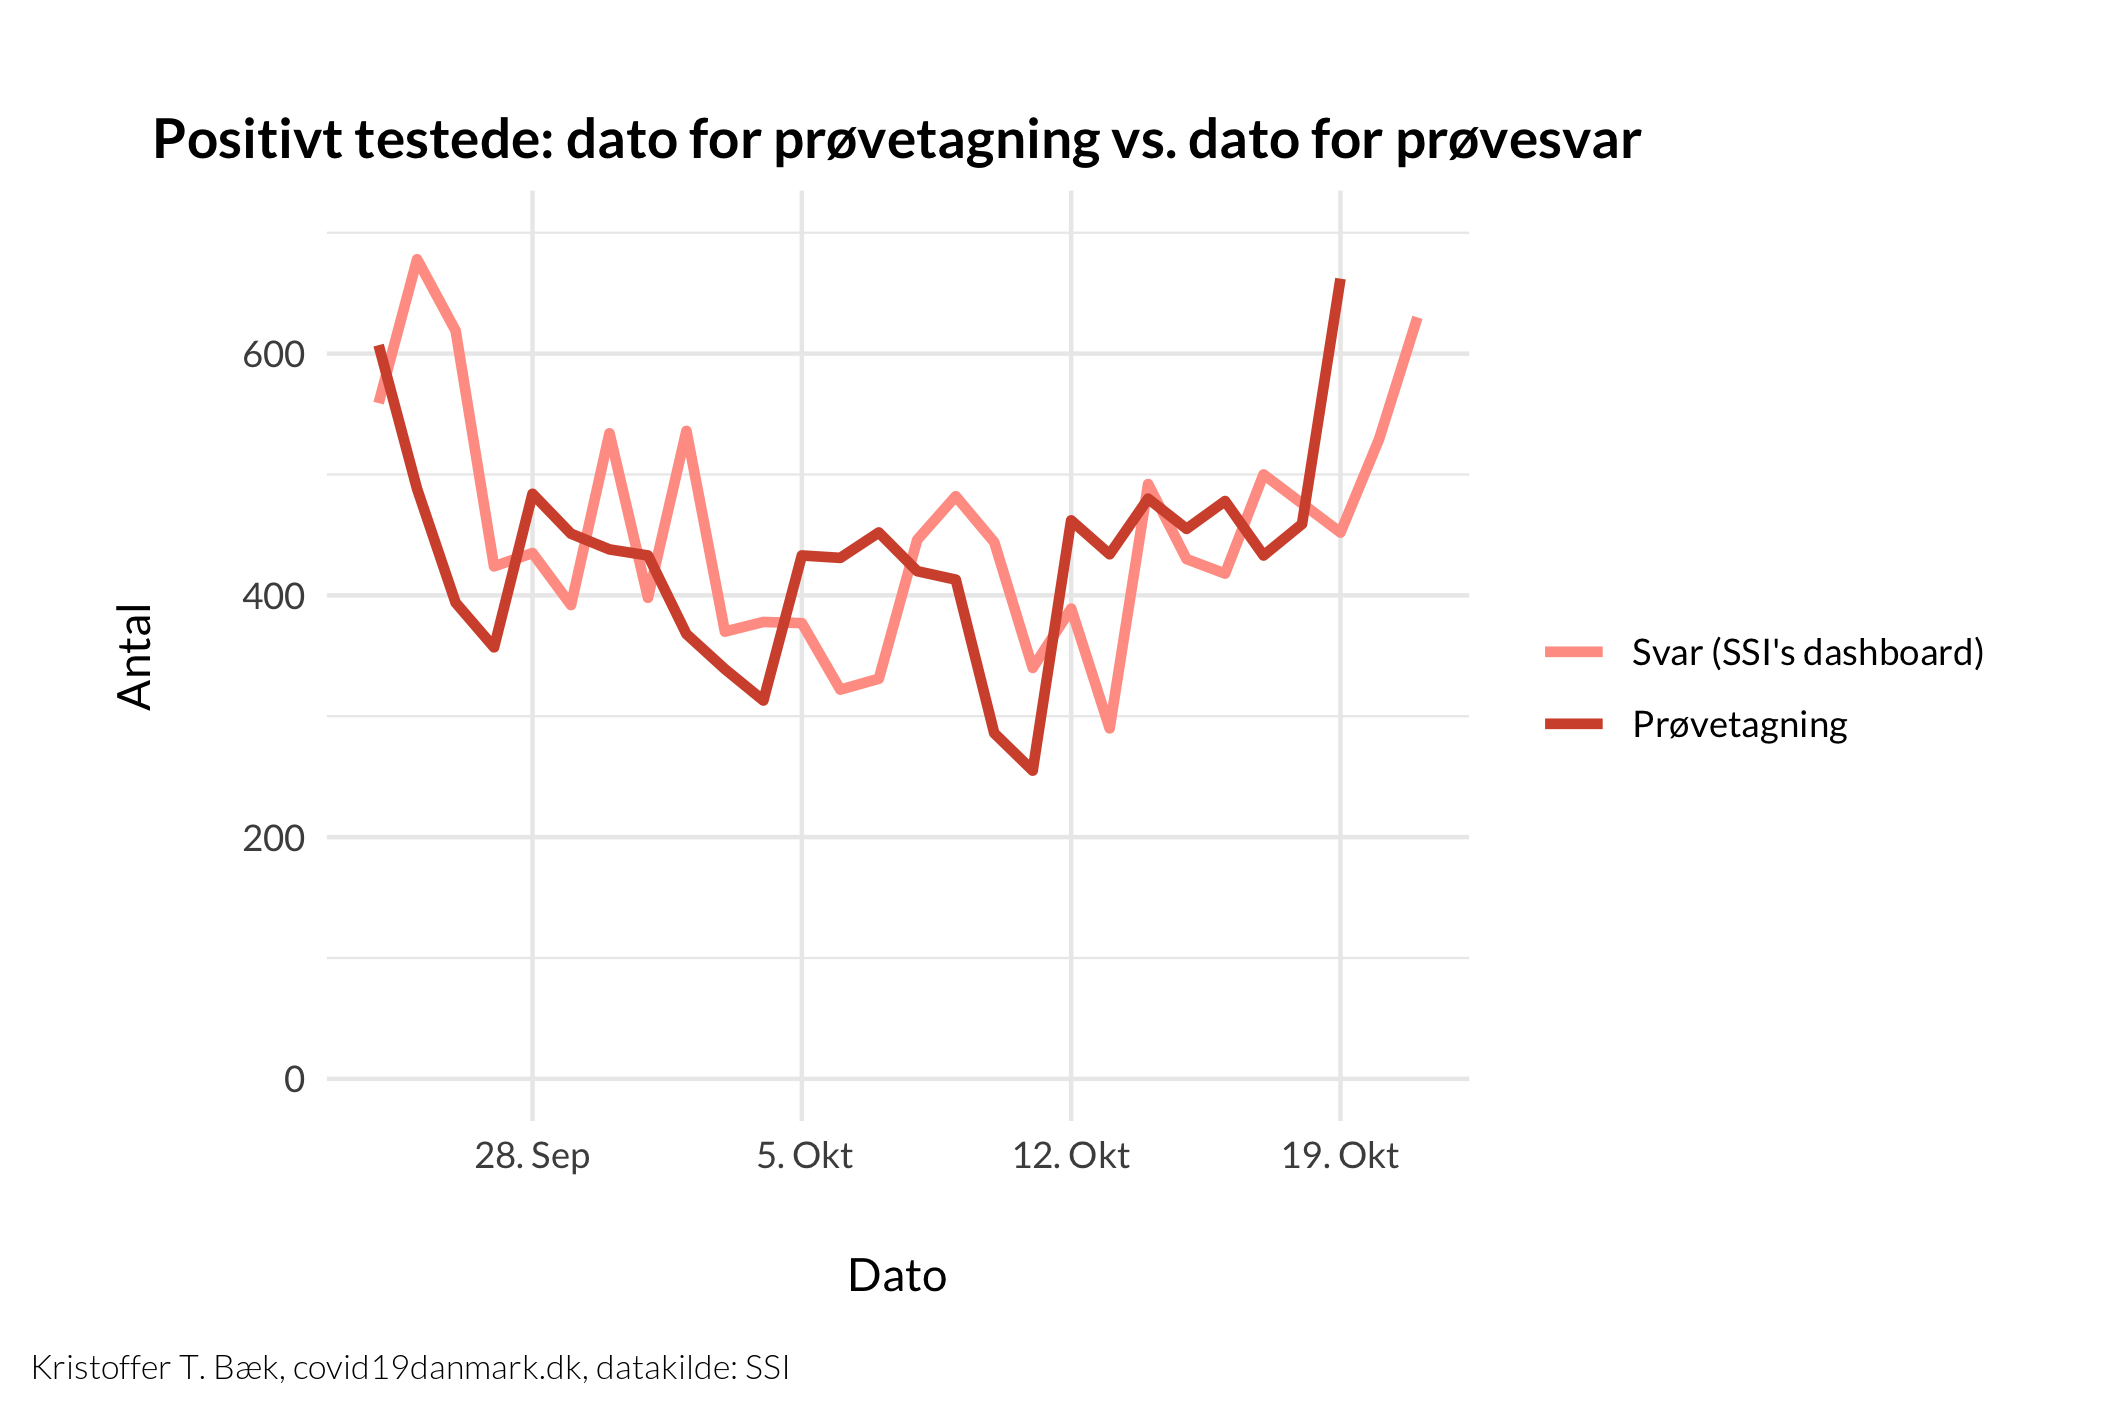 Positivt testede: dato for prøvetagning vs. dato for prøvesvar
Antal
600
400
200
0
28. Sep
5. Okt
12. Okt
19. Okt
Dato
Svar (SSI's dashboard)
Prøvetagning
Kristoffer T. Bæk, covid19danmark.dk, datakilde: SSI